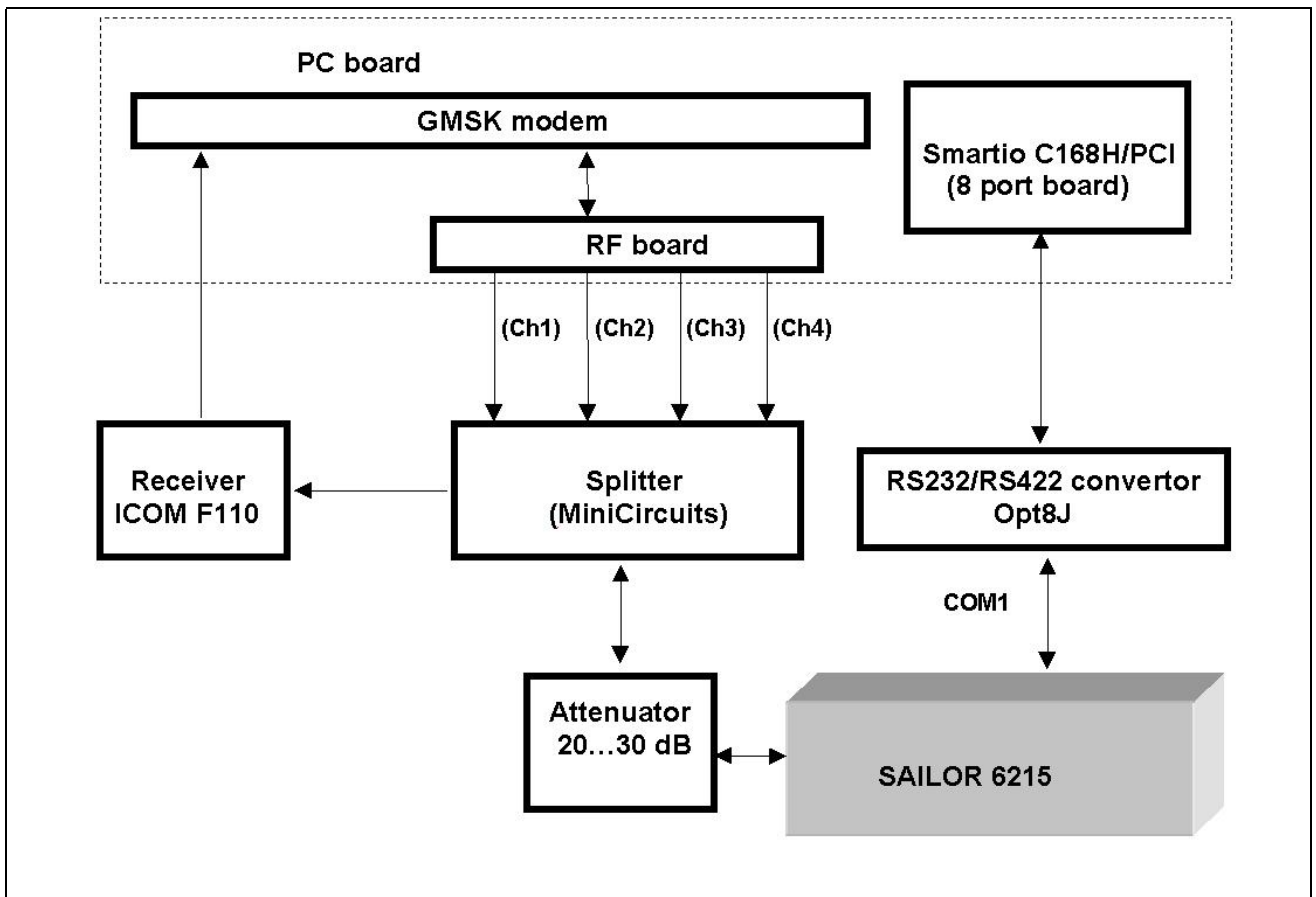 PC board
GMSK modem
Smartio C168H/PCI
(8 port board)
RF board
(Ch1)
(Ch2)
(Ch3)
(Ch4)
Receiver
ICOM F110
Splitter
(MiniCircuits)
RS232/RS422 convertor
Opt8J
COM1
Attenuator
20...30 dB
SAILOR 6215